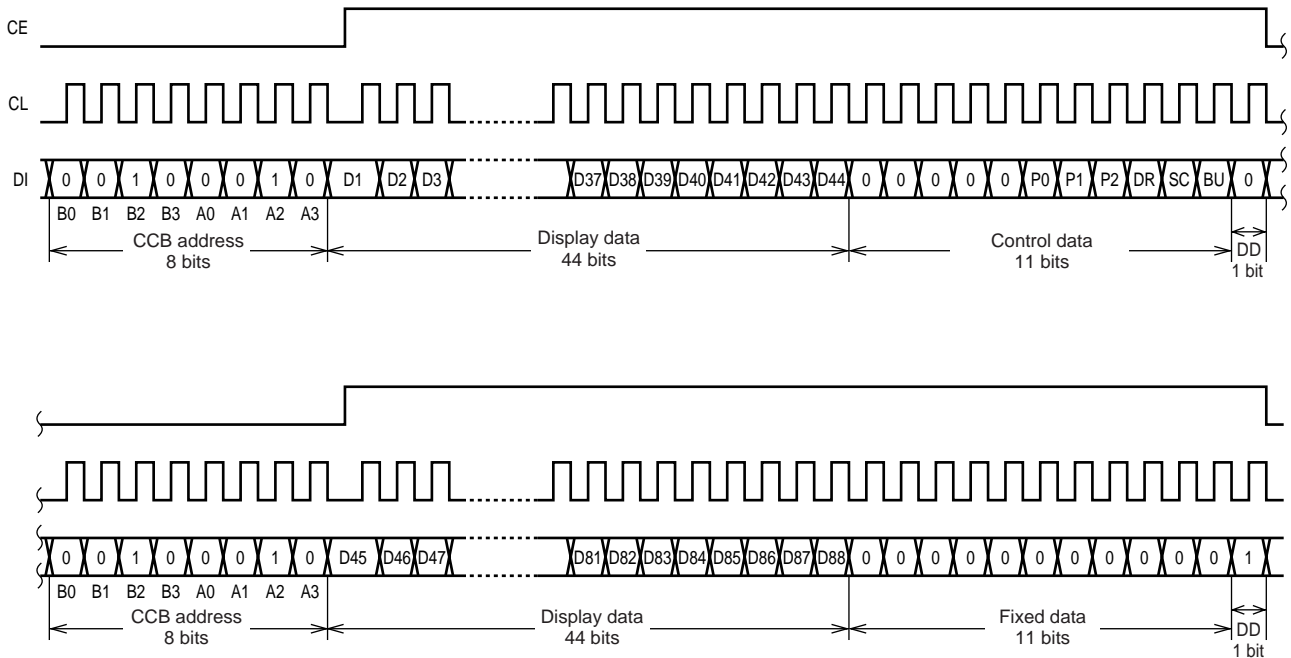 CE
CL
DI 0 0 1 0 0 0 1 0 D1 D2 D3 D37 D38 D39 D40 D41 D42 D43 D44 0 0 0 0 0 P0 P1 P2 DR SC BU 0
B0 B1 B2 B3 A0 A1 A2 A3
CCB address
8 bits
Display data
44 bits
Control data
11 bits
DD
1 bit
0 0 1 0 0 0 1 0 D45 D46 D47 D81 D82 D83 D84 D85 D86 D87 D88 0 0 0 0 0 0 0 0 0 0 0 1
B0 B1 B2 B3 A0 A1 A2 A3
CCB address
8 bits
Display data
44 bits
Fixed data
11 bits
DD
1 bit